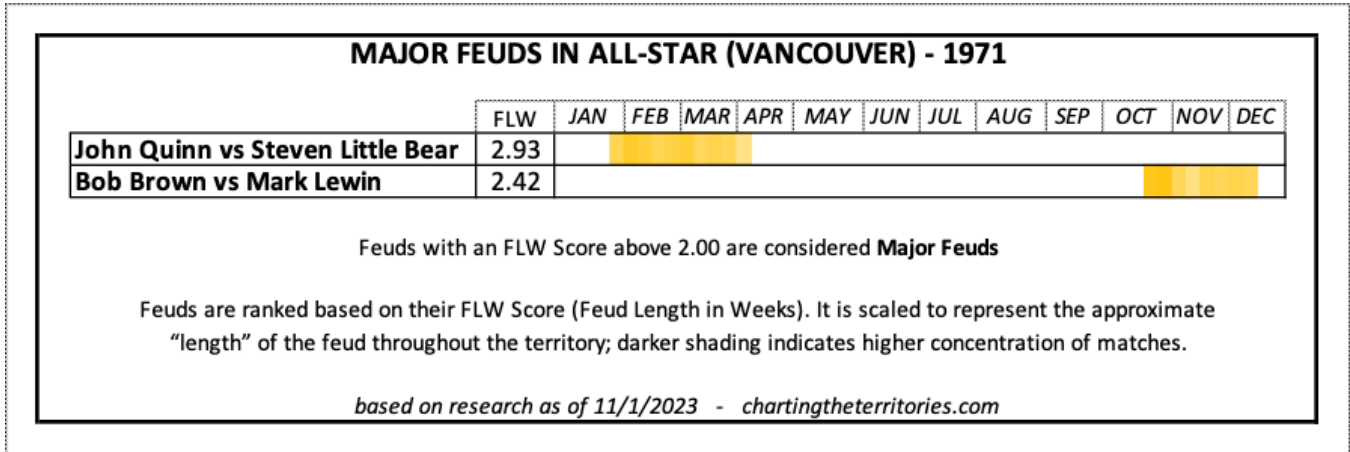 MAJOR FEUDS IN ALL-STAR (VANCOUVER) - 1971
FLW JAN FEB MAR APR MAY JUN JUL AUG SEP OCT NOV DEC
John Quinn vs Steven Little Bear 2.93
Bob Brown vs Mark Lewin 2.42
Feuds with an FLW Score above 2.00 are considered Major Feuds
Feuds are ranked based on their FLW Score (Feud Length in Weeks). It is scaled to represent the approximate
“length” of the feud throughout the territory; darker shading indicates higher concentration of matches.
based on research as of 11/1/2023 - chartingtheterritories.com